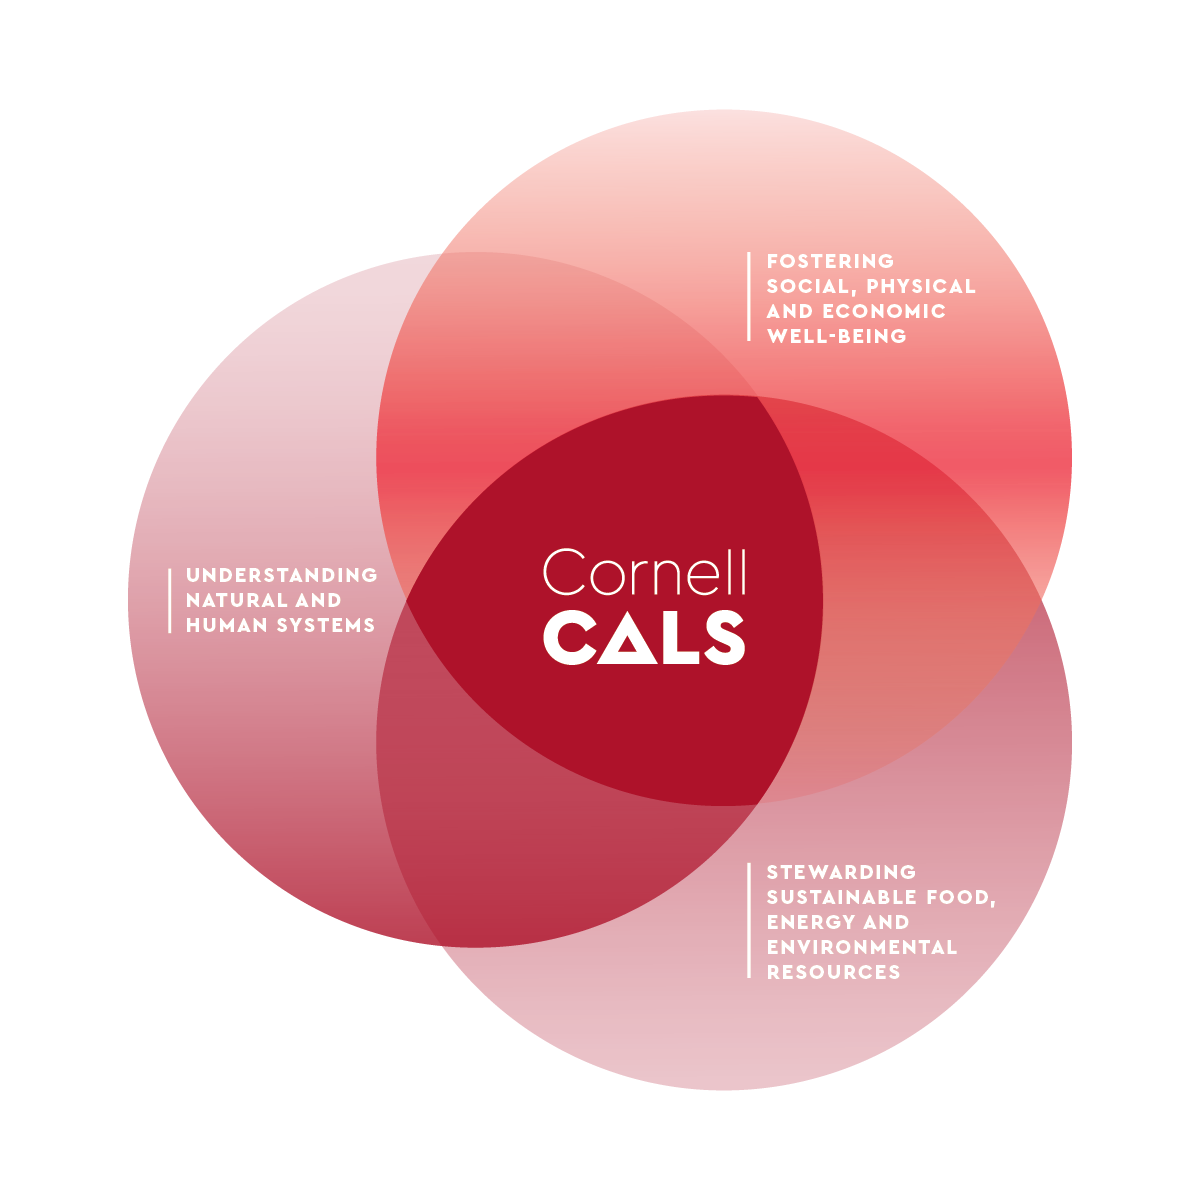 FOSTERING
SOCIAL, PHYSICAL
AND ECONOMIC
WELL-BEING
UNDERSTANDING
NATURAL AND
HUMAN SYSTEMS
Cornell
CALS
STEWARDING
SUSTAINABLE FOOD,
ENERGY AND
ENVIRONMENTAL
RESOURCES